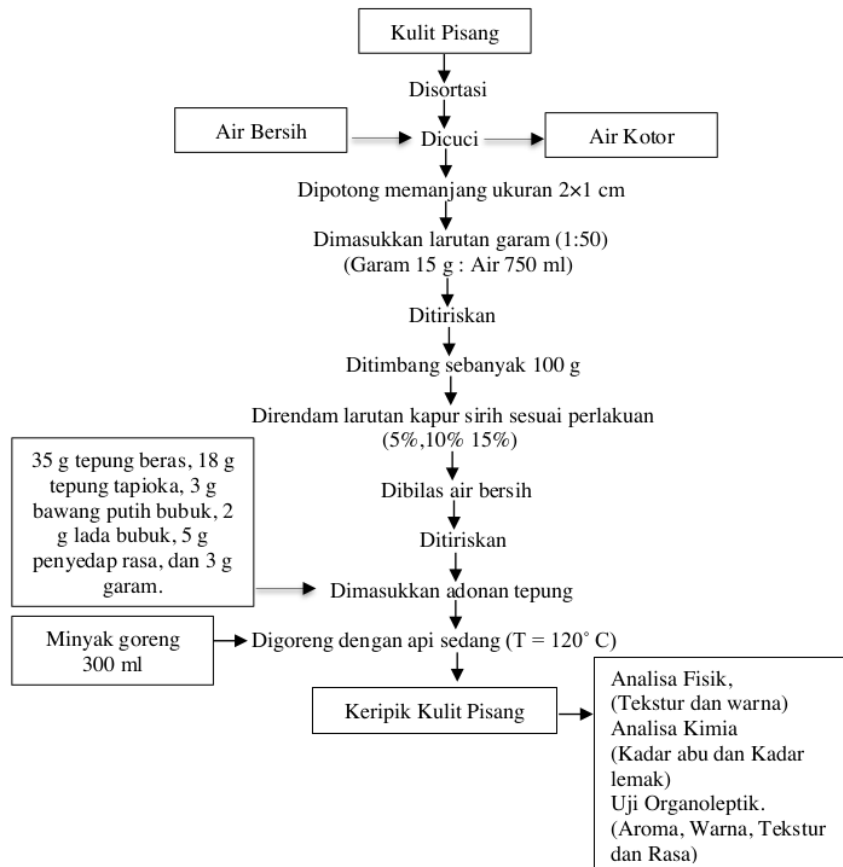 Kulit Pisang
Disortasi
Air Bersih
Dicuci
Air Kotor
Dipotong memanjang ukuran 2×1 cm
Dimasukkan larutan garam (1:50)
(Garam 15 g : Air 750 ml)
Ditiriskan
Ditimbang sebanyak 100 g
Direndam larutan kapur sirih sesuai perlakuan
(5%,10% 15%)
Dibilas air bersih
Ditiriskan
35 g tepung beras, 18 g
tepung tapioka, 3 g
bawang putih bubuk, 2
g lada bubuk, 5 g
penyedap rasa, dan 3 g
garam.
Dimasukkan adonan tepung
Minyak goreng
300 ml
Digoreng dengan api sedang (T = 120˚ C)
Keripik Kulit Pisang
Analisa Fisik,
(Tekstur dan warna)
Analisa Kimia
(Kadar abu dan Kadar
lemak)
Uji Organoleptik.
(Aroma, Warna, Tekstur
dan Rasa)